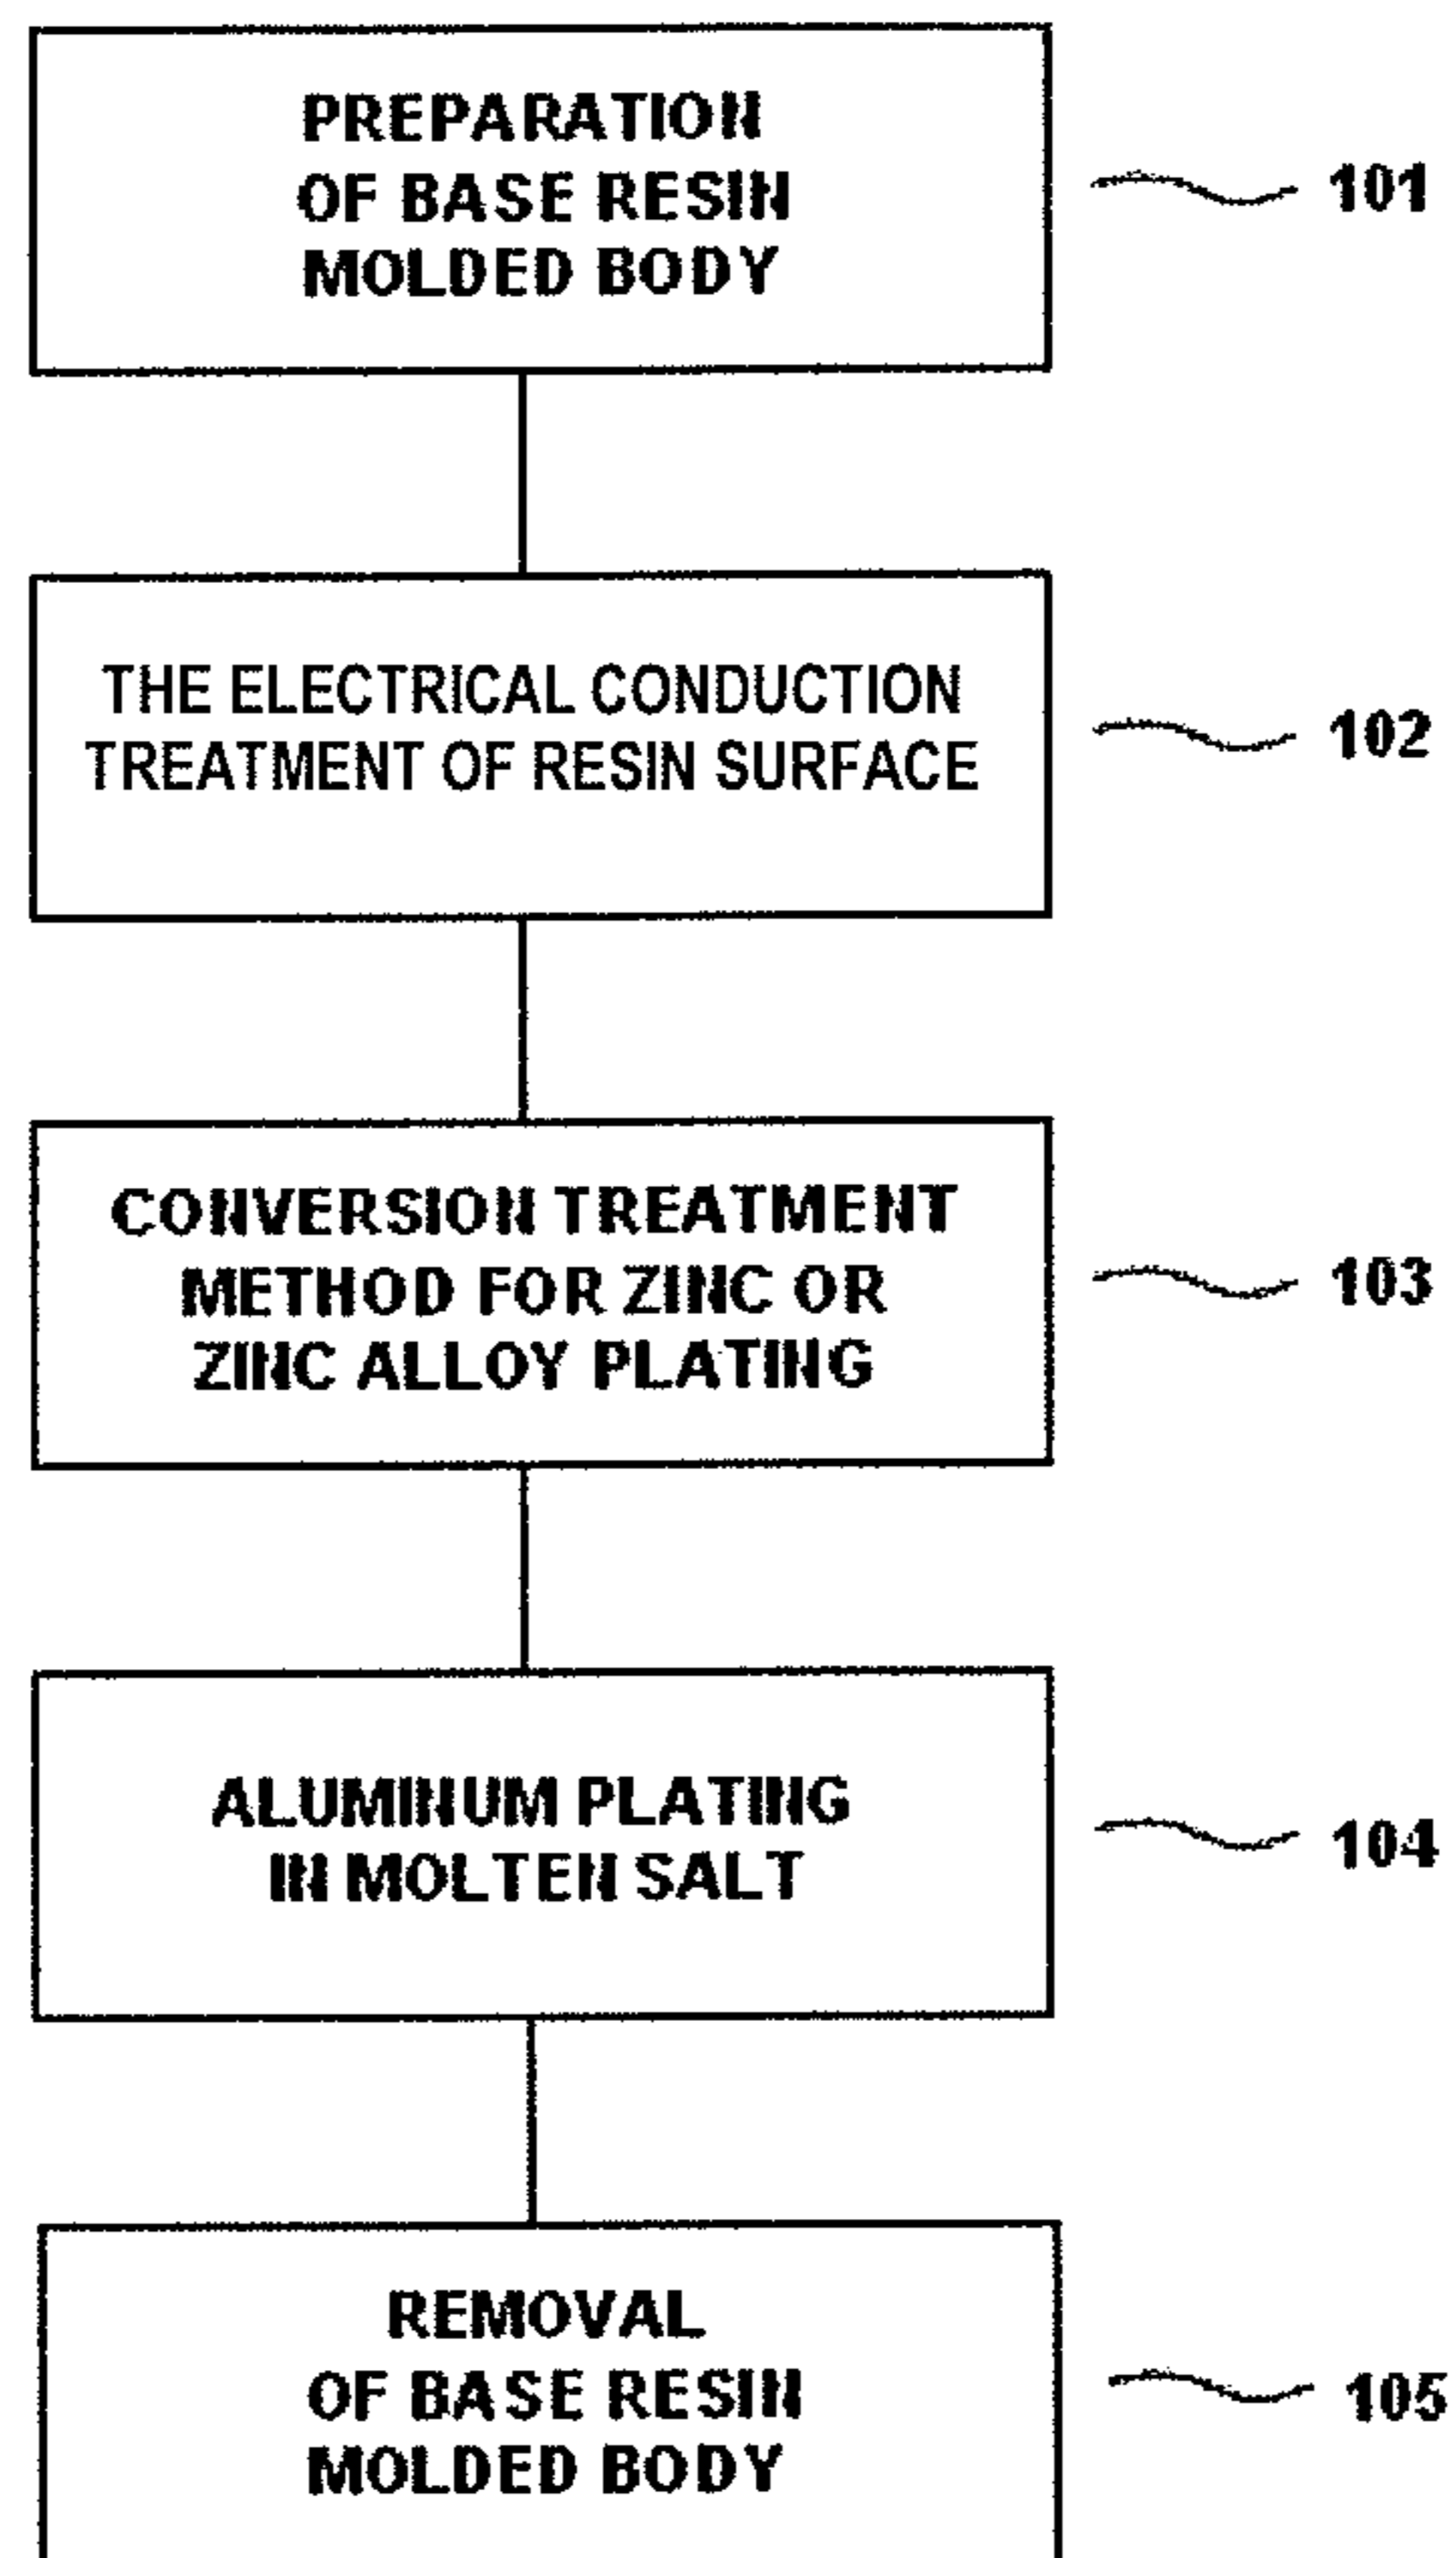 PREPARATION
OF BASE RESIN
MOLDED BODY
101
THE ELECTRICAL CONDUCTION
TREATMENT OF RESIN SURFACE
102
CONVERSION TREATMENT
METHOD FOR ZINC OR
ZINC ALLOY PLATING
103
ALUMINUM PLATING
IN MOLTEN SALT
104
REMOVAL
OF BASE RESIN
MOLDED BODY
105